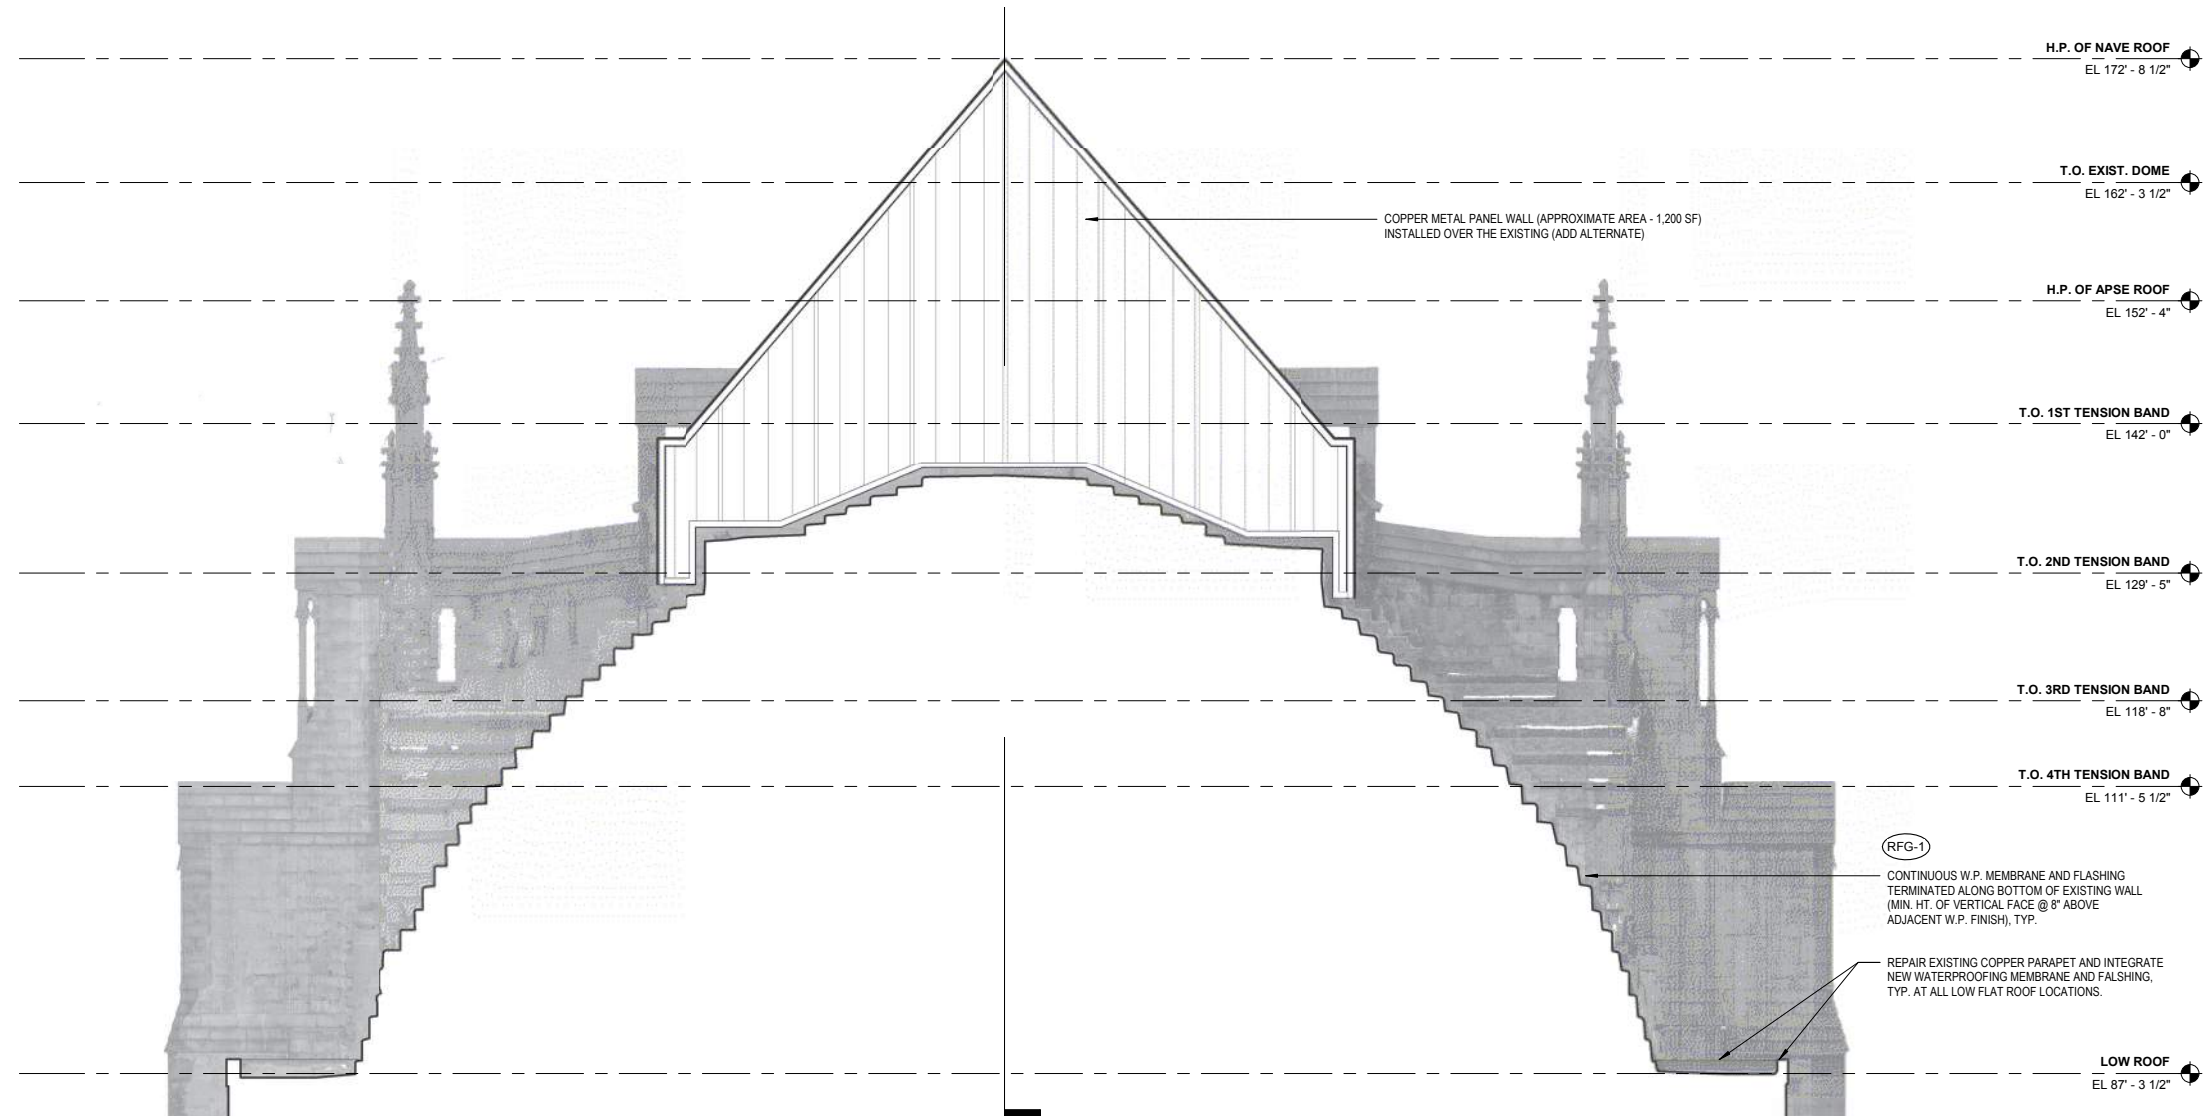 H.P. OF NAVE ROOF
EL 172' - 8 1/2"
T.O. EXIST. DOME
EL 162' - 3 1/2"
COPPER METAL PANEL WALL (APPROXIMATE AREA - 1,200 SF)
INSTALLED OVER THE EXISTING (ADD ALTERNATE)
H.P. OF APSE ROOF
EL 152' - 4"
T.O. 1ST TENSION BAND
EL 142' - 0"
T.O. 2ND TENSION BAND
EL 129' - 5"
T.O. 3RD TENSION BAND
EL 118' - 8"
T.O. 4TH TENSION BAND
EL 111' - 5 1/2"
RFG-1
CONTINUOUS W.P. MEMBRANE AND FLASHING
TERMINATED ALONG BOTTOM OF EXISTING WALL
(MIN. HT. OF VERTICAL FACE @ 8" ABOVE
ADJACENT W.P. FINISH), TYP.
REPAIR EXISTING COPPER PARAPET AND INTEGRATE
NEW WATERPROOFING MEMBRANE AND FALSHING,
TYP. AT ALL LOW FLAT ROOF LOCATIONS.
LOW ROOF
EL 87' - 3 1/2"